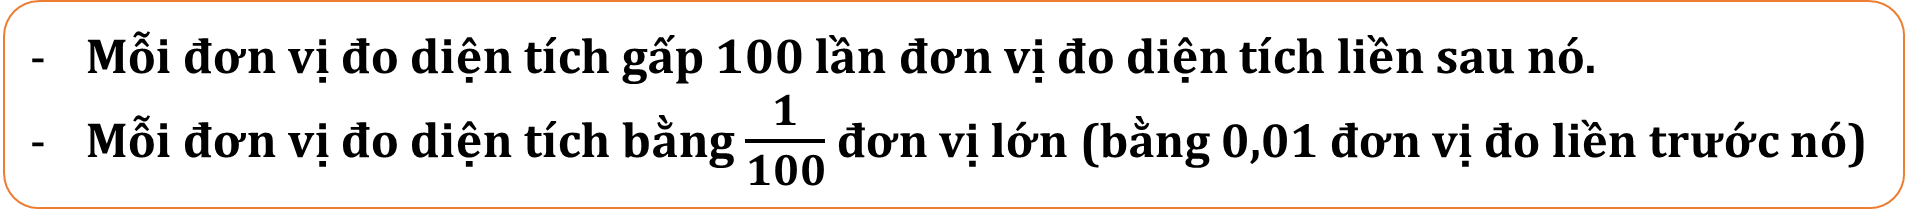 - Mỗi đơn vị đo diện tích gấp 100 lần đơn vị đo diện tích liền sau nó.
- Mỗi đơn vị đo diện tích bằng 1/100 đơn vị lớn (bằng 0,01 đơn vị đo liền trước nó)